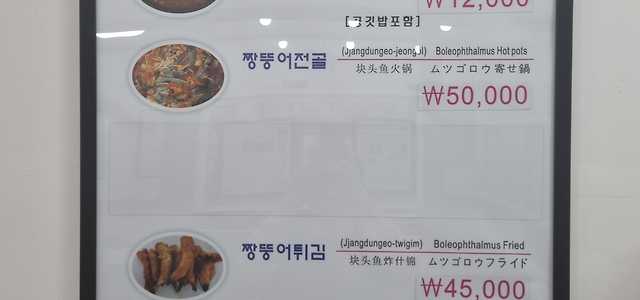 ₩12,000
[공깃밥포함]
짱뚱어전골 (Jjangdungeo-jeongol) Boleophthalmus Hot pots
块头鱼火锅 ムツゴロウ寄せ鍋
₩50,000
짱뚱어튀김 (Jjangdungeo-twigim) Boleophthalmus Fried
块头鱼炸什锦 ムツゴロウフライド
₩45,000